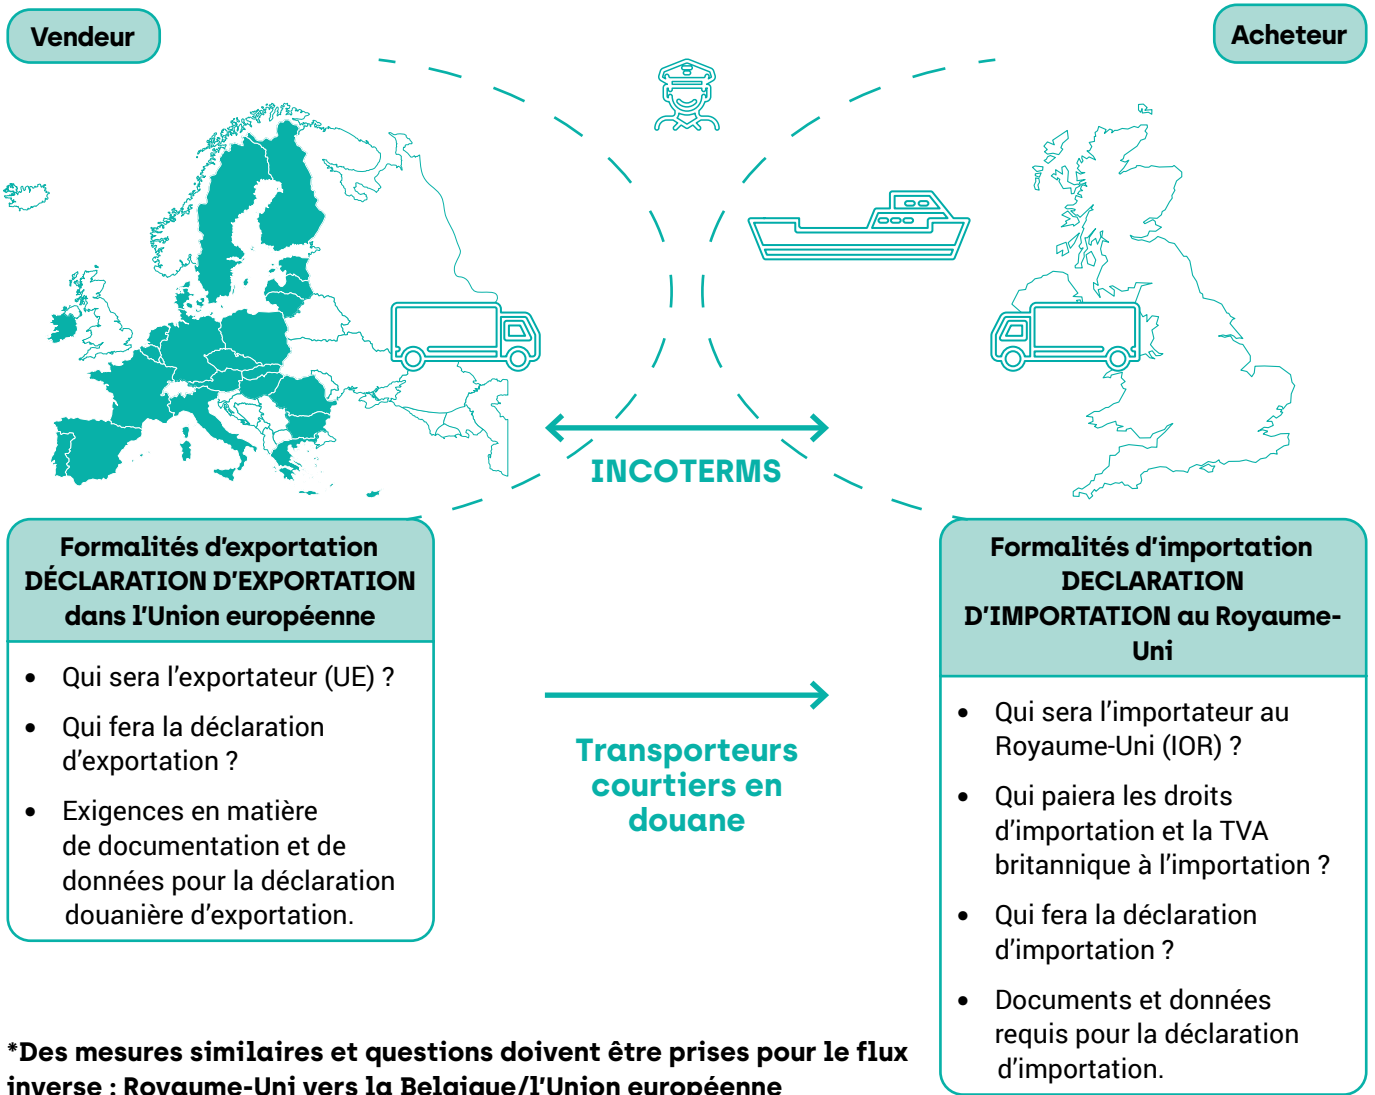 Vendeur
Acheteur
INCOTERMS
Formalités d'exportation
DÉCLARATION D'EXPORTATION
dans l'Union européenne
• Qui sera l'exportateur (UE) ?
• Qui fera la déclaration
d'exportation ?
• Exigences en matière
de documentation et de
données pour la déclaration
douanière d'exportation.
Transporteurs
courtiers en
douane
Formalités d'importation
DECLARATION
D'IMPORTATION au Royaume-
Uni
• Qui sera l'importateur au
Royaume-Uni (IOR) ?
• Qui paiera les droits
d'importation et la TVA
britannique à l'importation ?
• Qui fera la déclaration
d'importation ?
• Documents et données
requis pour la déclaration
d'importation.
*Des mesures similaires et questions doivent être prises pour le flux
inverse : Royaume-Uni vers la Belgique/l'Union européenne